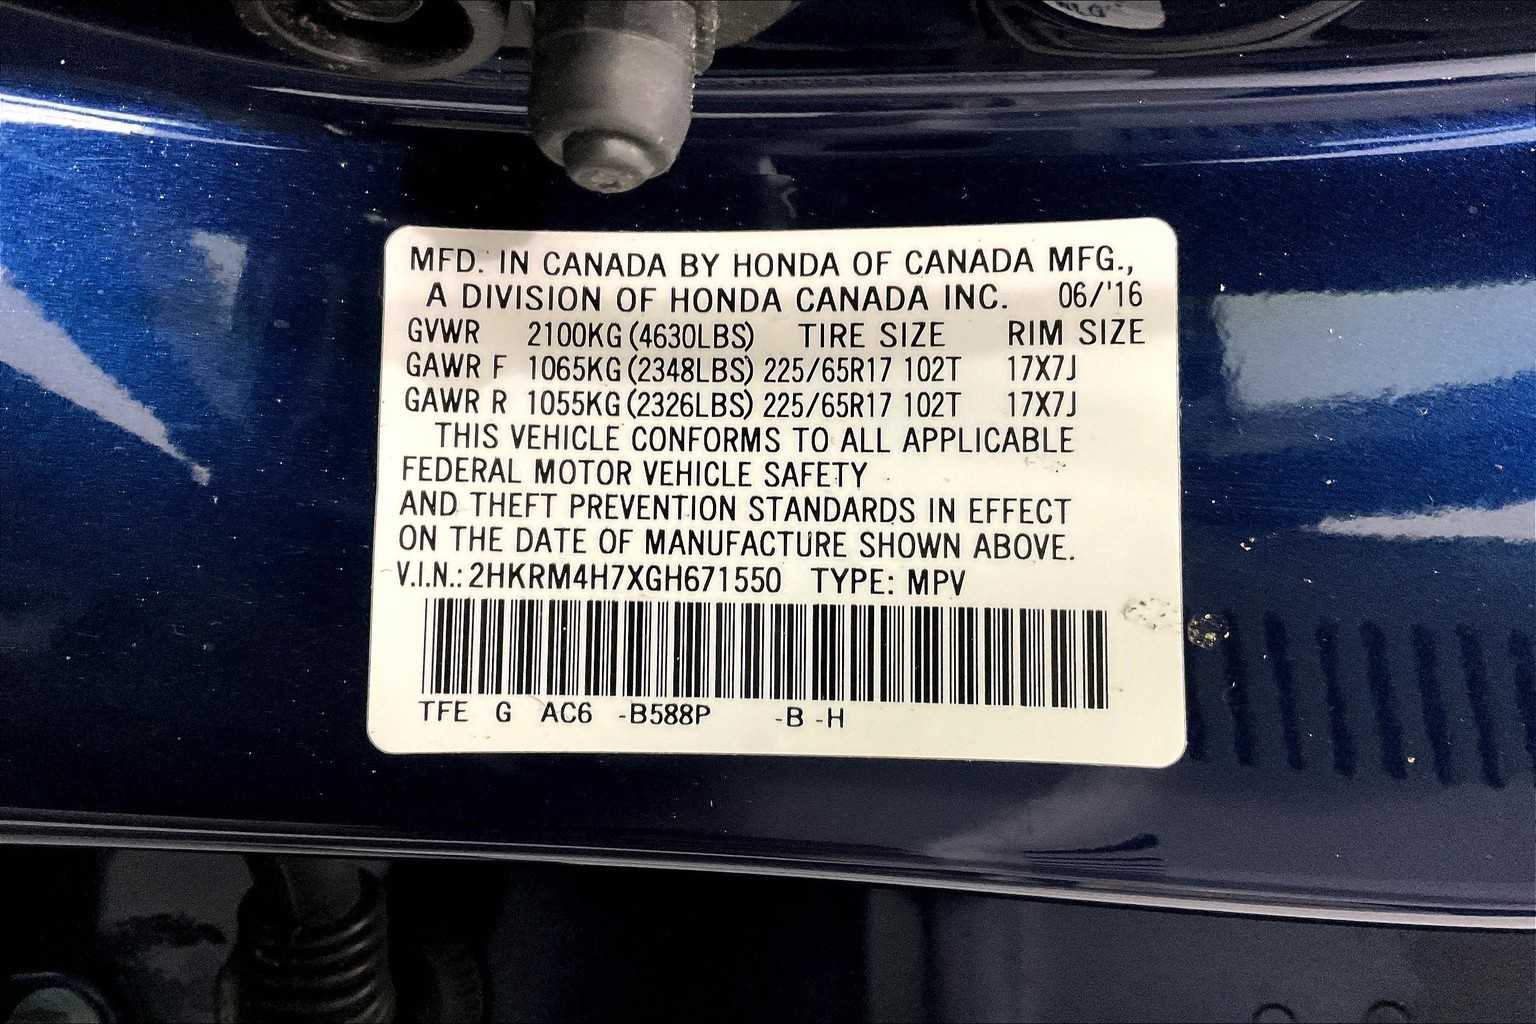 MFD. IN CANADA BY HONDA OF CANADA MFG.,
A DIVISION OF HONDA CANADA INC. 06/'16
GVWR 2100KG (4630LBS) TIRE SIZE RIM SIZE
GAWR F 1065KG (2348LBS) 225/65R17 102T 17X7J
GAWR R 1055KG (2326LBS) 225/65R17 102T 17X7J
THIS VEHICLE CONFORMS TO ALL APPLICABLE
FEDERAL MOTOR VEHICLE SAFETY
AND THEFT PREVENTION STANDARDS IN EFFECT
ON THE DATE OF MANUFACTURE SHOWN ABOVE.
V.I.N.: 2HKRM4H7XGH671550 TYPE: MPV
TFE G AC6 -B588P -B -H